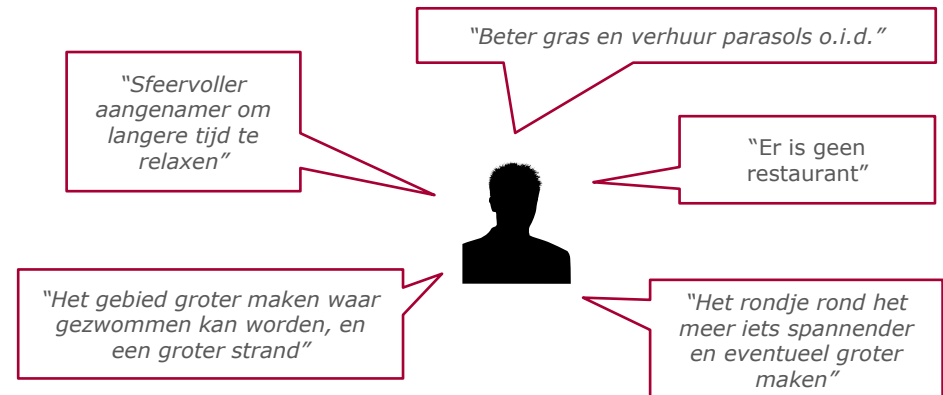 “Beter gras en verhuur parasols o.i.d.”
“Sfeervoller
aangenamer om
langere tijd te
relaxen”
“Er is geen
restaurant”
“Het gebied groter maken waar
gezwommen kan worden, en
een groter strand”
“Het rondje rond het
meer iets spannender
en eventueel groter
maken”